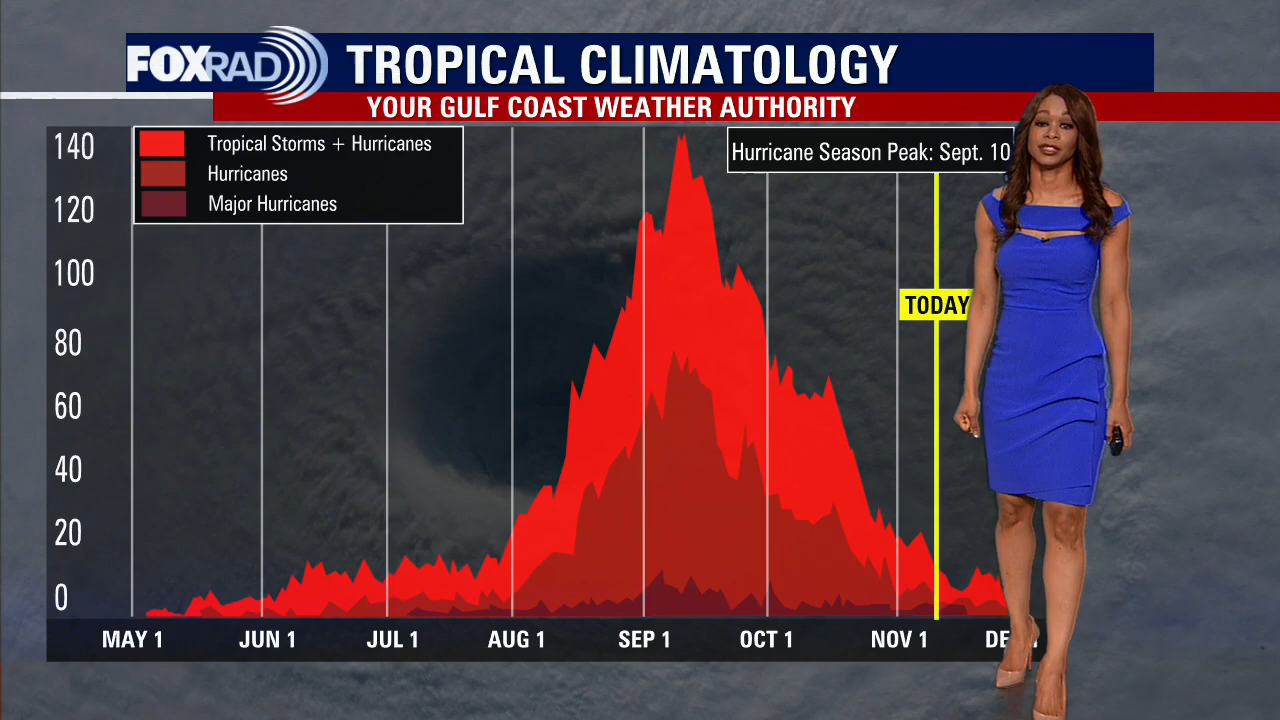 FOXRAD
TROPICAL CLIMATOLOGY
YOUR GULF COAST WEATHER AUTHORITY
Tropical Storms + Hurricanes
Hurricanes
Major Hurricanes
Hurricane Season Peak: Sept. 10
TODAY
140
120
100
80
60
40
20
0
MAY 1
JUN 1
JUL 1
AUG 1
SEP 1
OCT 1
NOV 1